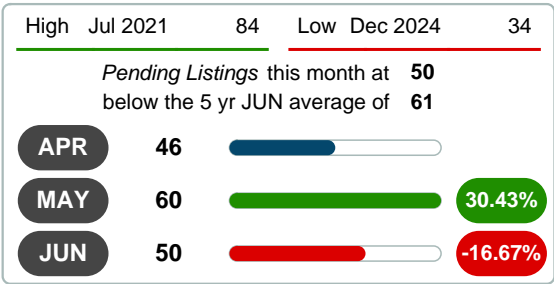 High Jul 2021 84 Low Dec 2024 34
Pending Listings this month at 50
below the 5 yr JUN average of 61
APR 46
MAY 60 30.43%
JUN 50 -16.67%